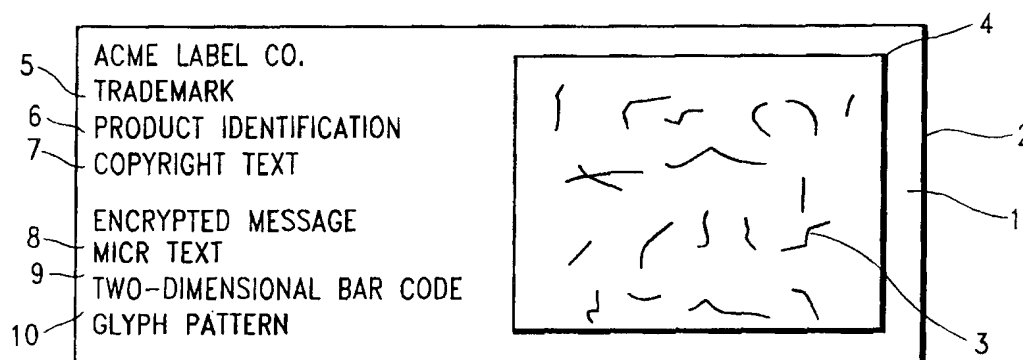 ACME LABEL CO.
5 TRADEMARK
6 PRODUCT IDENTIFICATION
7 COPYRIGHT TEXT
ENCRYPTED MESSAGE
8 MICR TEXT
9 TWO-DIMENSIONAL BAR CODE
10 GLYPH PATTERN
4
2
1
3